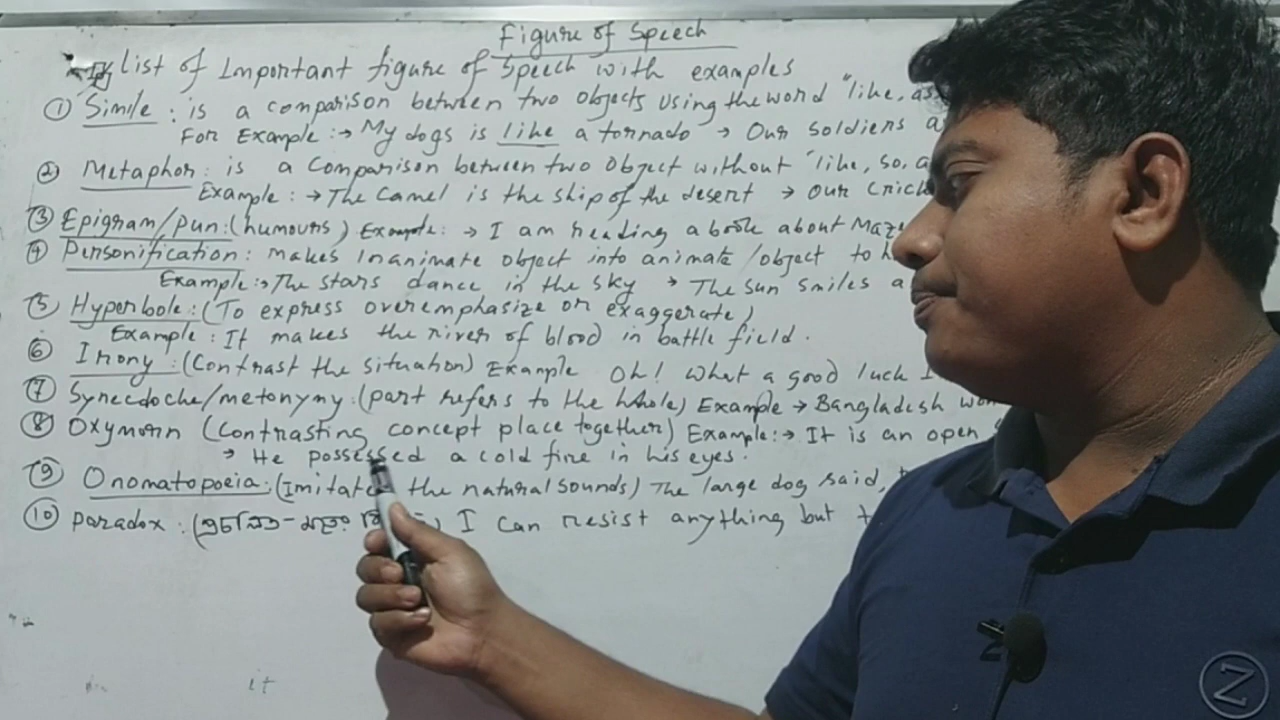 Figure of Speech
list of Important figure of Speech with examples
① Simile : is a comparison between two objects using the word "like, as
For Example :→ My dogs is like a tornado → Our soldiers a
② Metaphor : is a Comparison between two Object without "like, so, a
Example : → The Camel is the ship of the desert → Our Crick
③ Epigram/pun : (humours) Example : → I am reading a book about Maze
④ Personification : makes Inanimate object into animate /object to h
Example :→ The stars dance in the sky → The Sun Smiles a
⑤ Hyperbole : (To express overemphasize or exaggerate)
Example : It makes the river of blood in battle field.
⑥ Irony : (Contrast the situation) Example Oh! What a good luck I
⑦ Synecdoche/metonymy : (part refers to the whole) Example → Bangladesh won
⑧ Oxymorn (Contrasting concept place together) Example :→ It is an open
→ He possessed a cold fire in his eyes.
⑨ Onomatopoeia : (Imitate the natural sounds) The large dog said,
⑩ Paradox : I can resist anything but t
Z